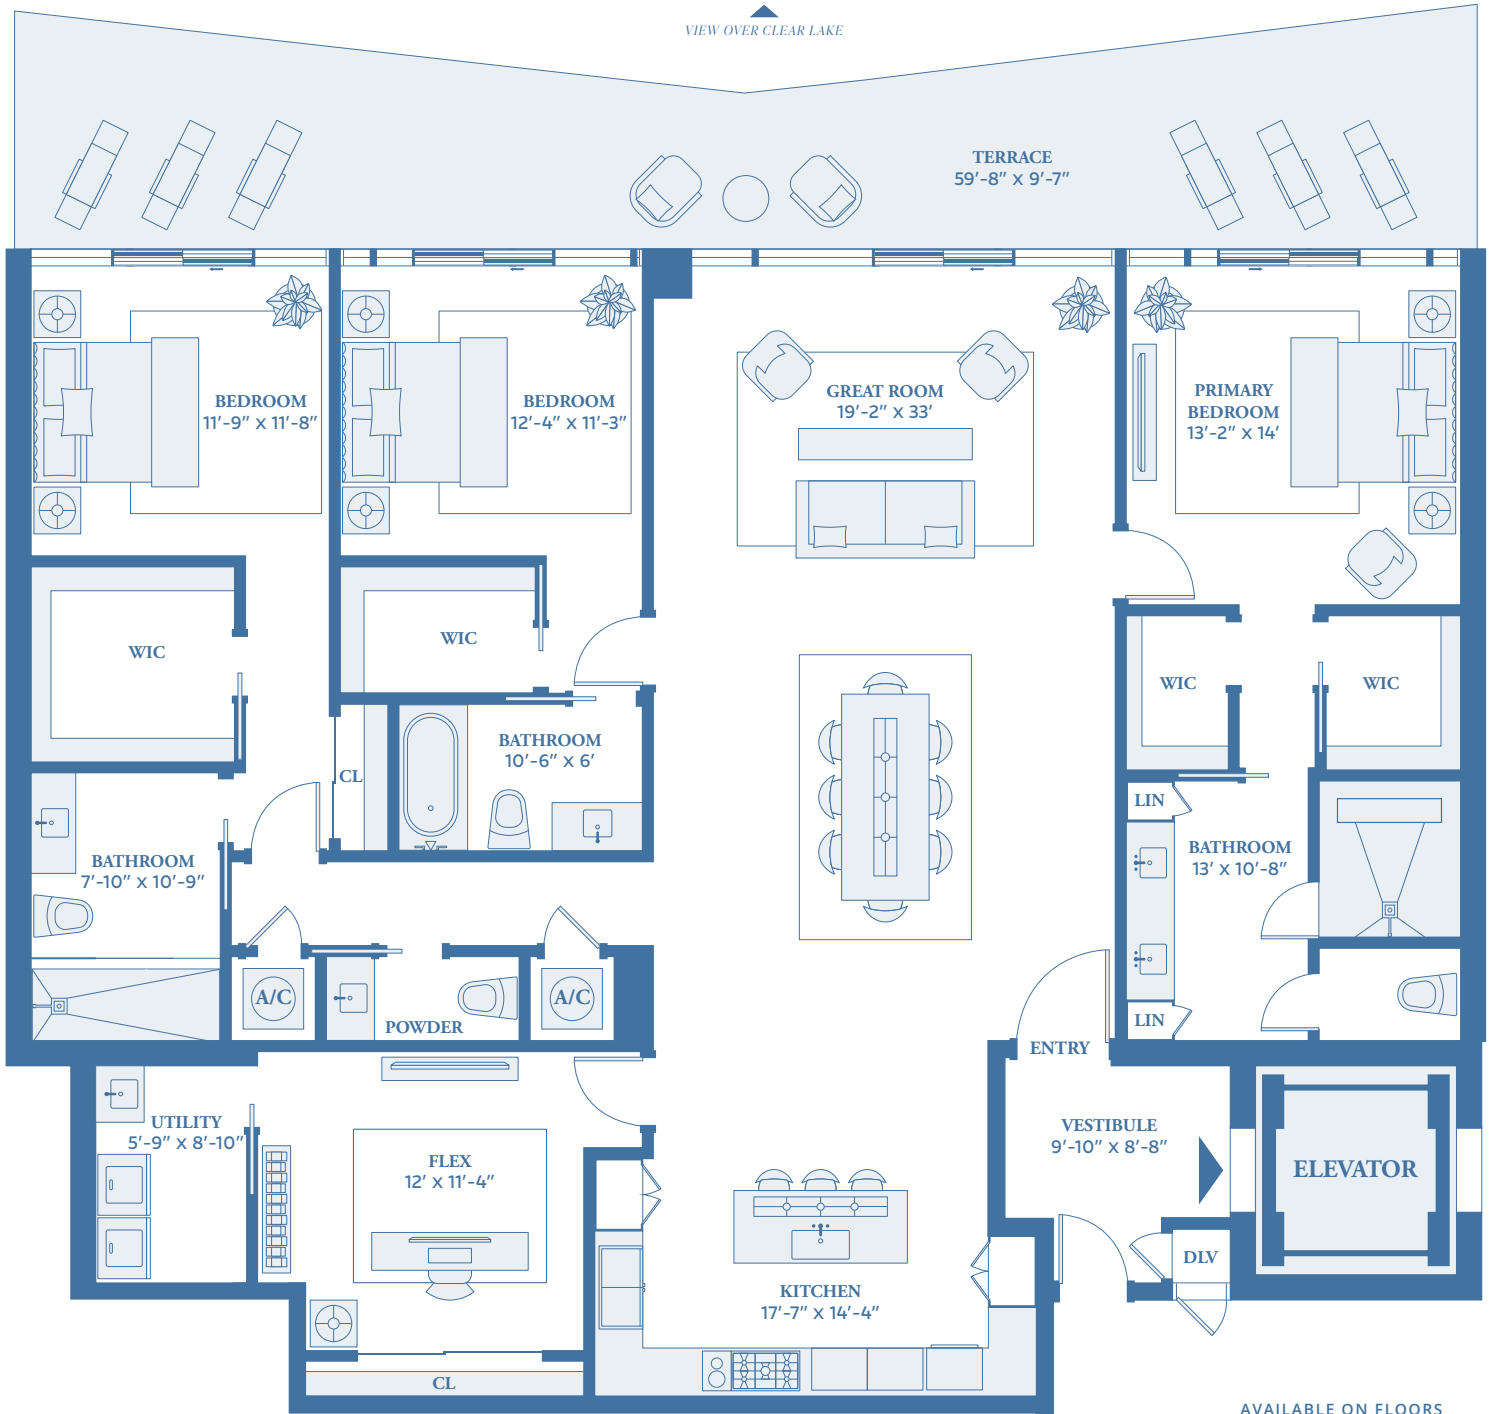 VIEW OVER CLEAR LAKE
TERRACE
59'-8" X 9'-7"
BEDROOM
11'-9" X 11'-8"
BEDROOM
12'-4" X 11'-3"
GREAT ROOM
19'-2" X 33'
PRIMARY
BEDROOM
13'-2" X 14'
WIC
WIC
WIC
WIC
BATHROOM
10'-6" X 6'
CL
LIN
BATHROOM
7'-10" X 10'-9"
BATHROOM
13' X 10'-8"
A/C
POWDER
A/C
LIN
ENTRY
UTILITY
5'-9" X 8'-10"
FLEX
12' X 11'-4"
VESTIBULE
9'-10" X 8'-8"
ELEVATOR
DLV
KITCHEN
17'-7" X 14'-4"
CL
AVAILABLE ON FLOORS